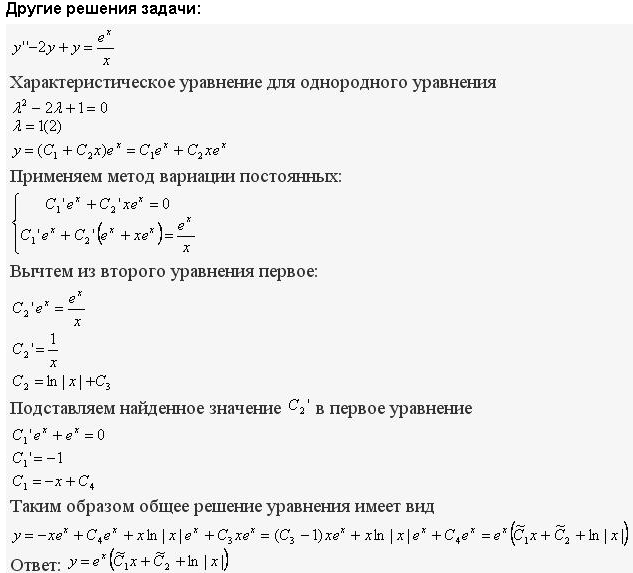 Другие решения задачи:
y''−2y + y = e^x/x
Характеристическое уравнение для однородного уравнения
λ² − 2λ + 1 = 0
λ = 1(2)
y = (C₁ + C₂x)e^x = C₁e^x + C₂xe^x
Применяем метод вариации постоянных:
{ C₁'e^x + C₂'xe^x = 0
C₁'e^x + C₂'(e^x + xe^x) = e^x/x
Вычтем из второго уравнения первое:
C₂'e^x = e^x/x
C₂' = 1/x
C₂ = ln | x | +C₃
Подставляем найденное значение C₂' в первое уравнение
C₁'e^x + e^x = 0
C₁' = −1
C₁ = −x + C₄
Таким образом общее решение уравнения имеет вид
y = −xe^x + C₄e^x + x ln | x | e^x + C₃xe^x = (C₃ − 1)xe^x + x ln | x | e^x + C₄e^x = e^x(C̃₁x + C̃₂ + ln | x |)
Ответ: y = e^x(C̃₁x + C̃₂ + ln | x |)